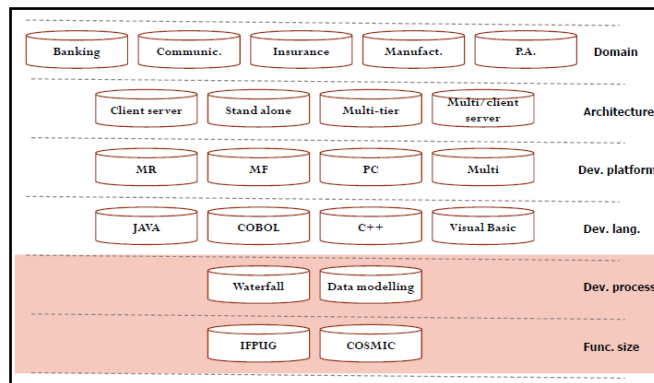 Banking Communic. Insurance Manufact. P.A. Domain
Client server Stand alone Multi-tier Multi/client server Architecture
MR MF PC Multi Dev. platform
JAVA COBOL C++ Visual Basic Dev. lang.
Waterfall Data modelling Dev. process
IFPUG COSMIC Func. size